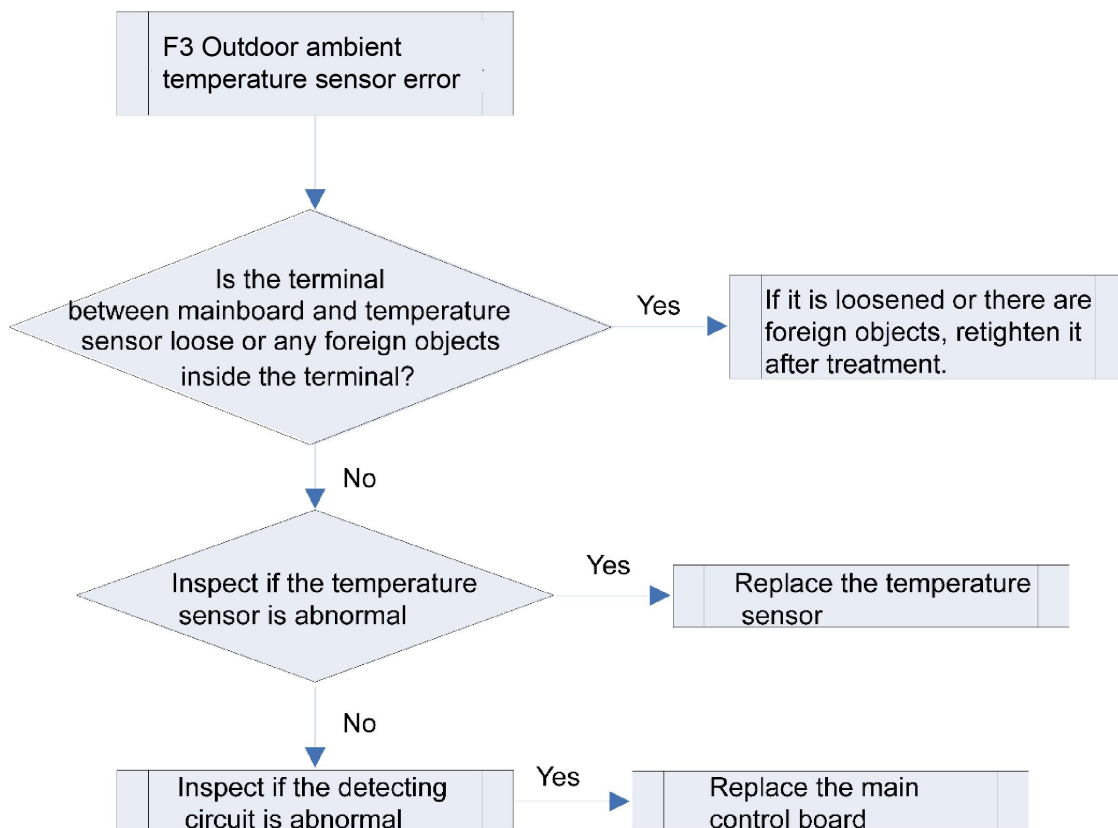 F3 Outdoor ambient
temperature sensor error
Is the terminal
between mainboard and temperature
sensor loose or any foreign objects
inside the terminal?
Yes
If it is loosened or there are
foreign objects, retighten it
after treatment.
No
Inspect if the temperature
sensor is abnormal
Yes
Replace the temperature
sensor
No
Inspect if the detecting
circuit is abnormal
Yes
Replace the main
control board